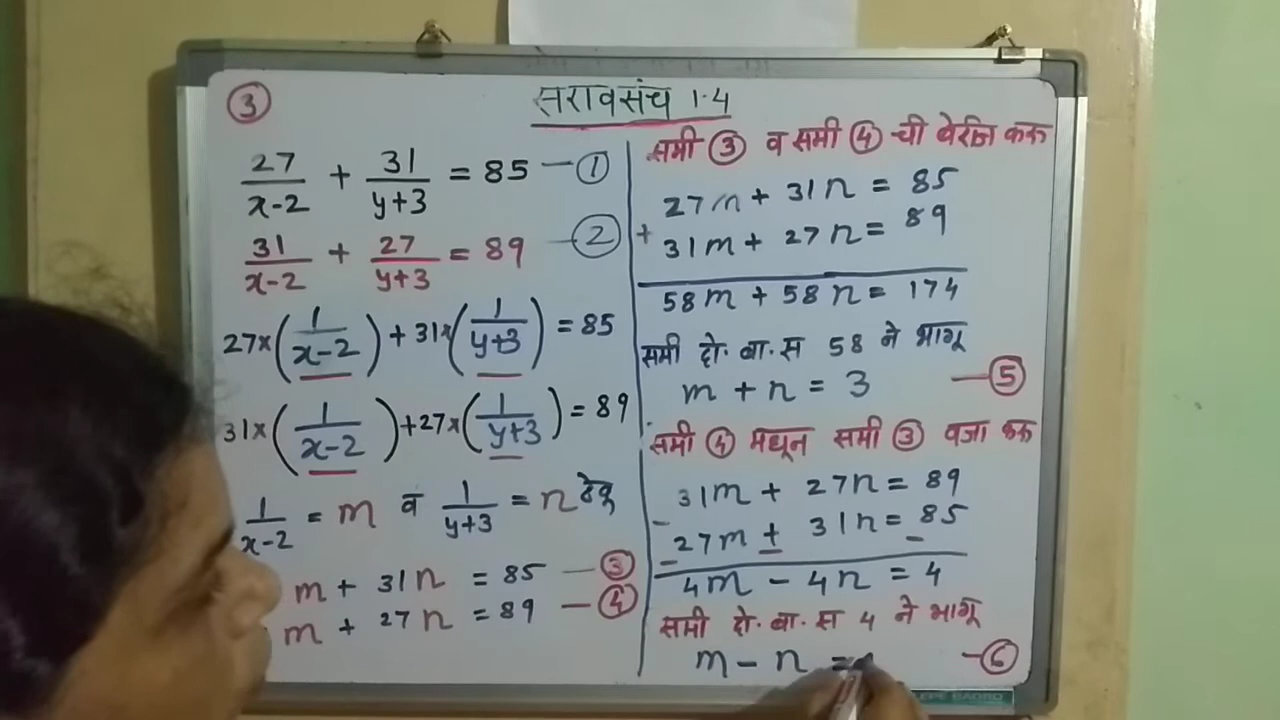 ③
सरावसंच 1.4
27/(x-2) + 31/(y+3) = 85 — ①
31/(x-2) + 27/(y+3) = 89 — ②
27×(1/(x-2)) + 31×(1/(y+3)) = 85
31×(1/(x-2)) + 27×(1/(y+3)) = 89
1/(x-2) = m व 1/(y+3) = n ठेवू
m + 31n = 85 — ③
m + 27n = 89 — ④
समी ③ व समी ④ ची बेरीज करू
27m + 31n = 85
+ 31m + 27n = 89
58m + 58n = 174
समी दो. बा. स 58 ने भागू
m + n = 3 — ⑤
समी ④ मधून समी ③ वजा करू
31m + 27n = 89
- 27m ± 31n = 85
- -
4m - 4n = 4
समी दो. बा. स 4 ने भागू
m - n = — ⑥